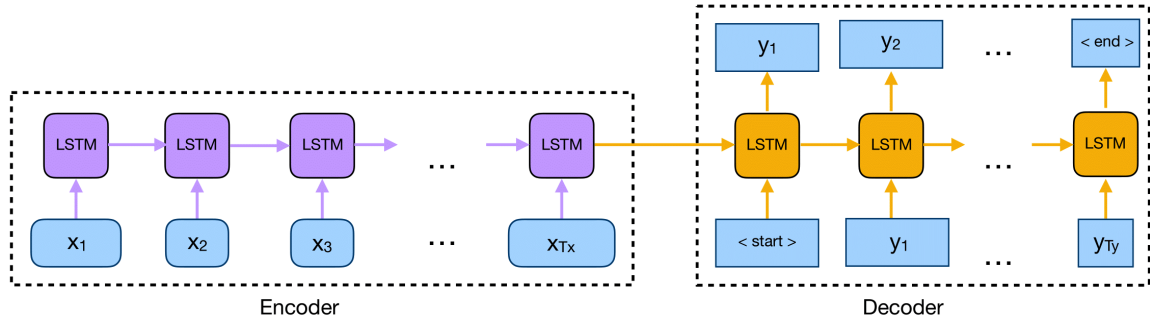 y1 y2 ... < end >
LSTM LSTM LSTM ... LSTM LSTM LSTM ... LSTM
x1 x2 x3 ... xTx < start > y1 ... yTy
Encoder Decoder